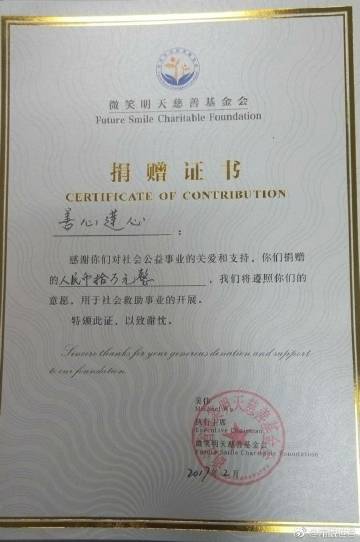 微笑明天慈善基金会
Future Smile Charitable Foundation
捐赠证书
CERTIFICATE OF CONTRIBUTION
善心莲心
:
感谢你们对社会公益事业的关爱和支持。你们捐赠
的人民币拾万元整,我们将遵照你们的
意愿,用于社会救助事业的开展。
特颁此证,以致谢忱。
Sincere thanks for your generous donation and support
to our foundation.
吴伟
Michael Wu
执行主席
Executive Chairman
微笑明天慈善基金会
Future Smile Charitable Foundation
2017年2月